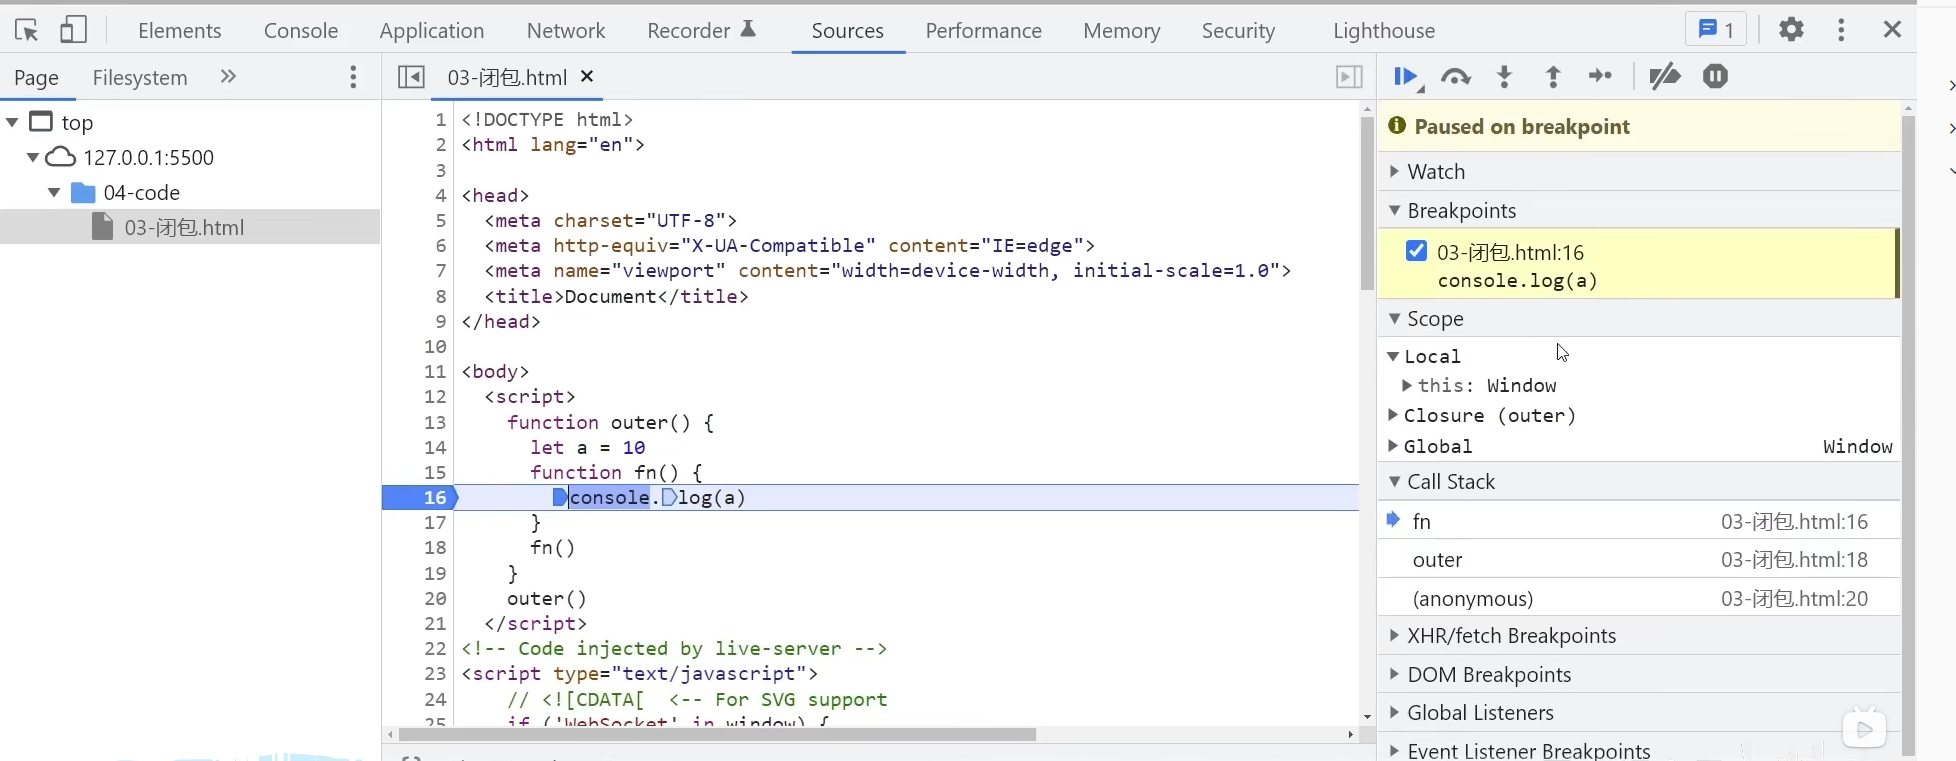 Elements Console Application Network Recorder Sources Performance Memory Security Lighthouse 1
Page Filesystem
top
127.0.0.1:5500
04-code
03-闭包.html
03-闭包.html
1 <!DOCTYPE html>
2 <html lang="en">
3
4 <head>
5 <meta charset="UTF-8">
6 <meta http-equiv="X-UA-Compatible" content="IE=edge">
7 <meta name="viewport" content="width=device-width, initial-scale=1.0">
8 <title>Document</title>
9 </head>
10
11 <body>
12 <script>
13 function outer() {
14 let a = 10
15 function fn() {
16 console.log(a)
17 }
18 fn()
19 }
20 outer()
21 </script>
22 <!-- Code injected by live-server -->
23 <script type="text/javascript">
24 // <![CDATA[ <-- For SVG support
25 if ('WebSocket' in window) {
Paused on breakpoint
Watch
Breakpoints
03-闭包.html:16
console.log(a)
Scope
Local
this: Window
Closure (outer)
Global Window
Call Stack
fn 03-闭包.html:16
outer 03-闭包.html:18
(anonymous) 03-闭包.html:20
XHR/fetch Breakpoints
DOM Breakpoints
Global Listeners
Event Listener Breakpoints